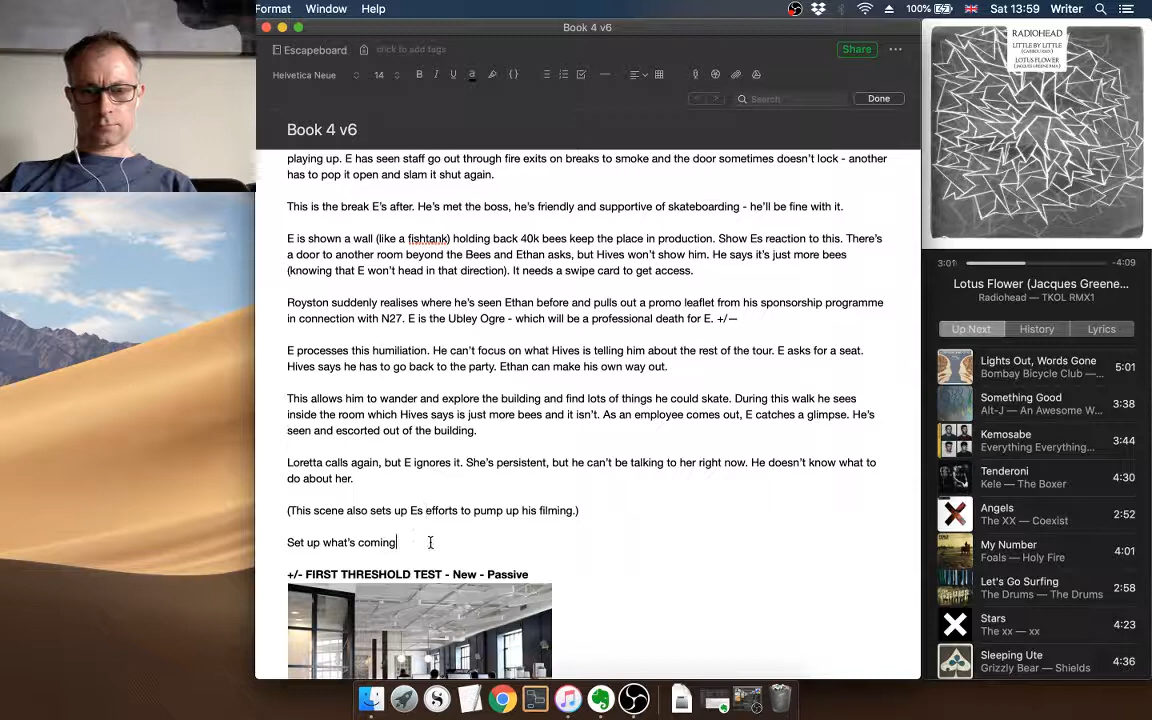 Format Window Help
100% Sat 13:59 Writer
Book 4 v6
Escapeboard click to add tags
Share
Helvetica Neue 14 B I U a
Search Done
Book 4 v6
playing up. E has seen staff go out through fire exits on breaks to smoke and the door sometimes doesn't lock - another
has to pop it open and slam it shut again.
This is the break E's after. He's met the boss, he's friendly and supportive of skateboarding - he'll be fine with it.
E is shown a wall (like a fishtank) holding back 40k bees keep the place in production. Show Es reaction to this. There's
a door to another room beyond the Bees and Ethan asks, but Hives won't show him. He says it's just more bees
(knowing that E won't head in that direction). It needs a swipe card to get access.
Royston suddenly realises where he's seen Ethan before and pulls out a promo leaflet from his sponsorship programme
in connection with N27. E is the Ubley Ogre - which will be a professional death for E. +/—
E processes this humiliation. He can't focus on what Hives is telling him about the rest of the tour. E asks for a seat.
Hives says he has to go back to the party. Ethan can make his own way out.
This allows him to wander and explore the building and find lots of things he could skate. During this walk he sees
inside the room which Hives says is just more bees and it isn't. As an employee comes out, E catches a glimpse. He's
seen and escorted out of the building.
Loretta calls again, but E ignores it. She's persistent, but he can't be talking to her right now. He doesn't know what to
do about her.
(This scene also sets up Es efforts to pump up his filming.)
Set up what's coming
+/- FIRST THRESHOLD TEST - New - Passive
RADIOHEAD
LITTLE BY LITTLE
(CARIBOU RMX)
LOTUS FLOWER
(JACQUES GREENE RMX)
3:01 -4:09
Lotus Flower (Jacques Greene...
Radiohead — TKOL RMX1
Up Next History Lyrics
Lights Out, Words Gone
Bombay Bicycle Club —...
5:01
Something Good
Alt-J — An Awesome W...
3:38
Kemosabe
Everything Everything...
3:44
Tenderoni
Kele — The Boxer
4:30
Angels
The XX — Coexist
2:52
My Number
Foals — Holy Fire
4:01
Let's Go Surfing
The Drums — The Drums
2:58
Stars
The xx — xx
4:23
Sleeping Ute
Grizzly Bear — Shields
4:36